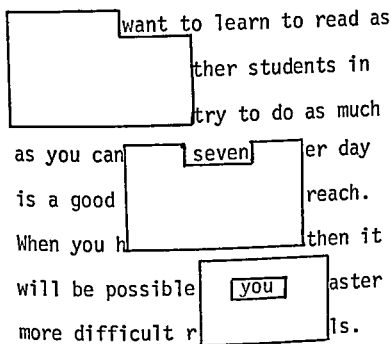 want to learn to read as
ther students in
try to do as much
as you can seven er day
is a good reach.
When you h then it
will be possible you aster
more difficult r ls.